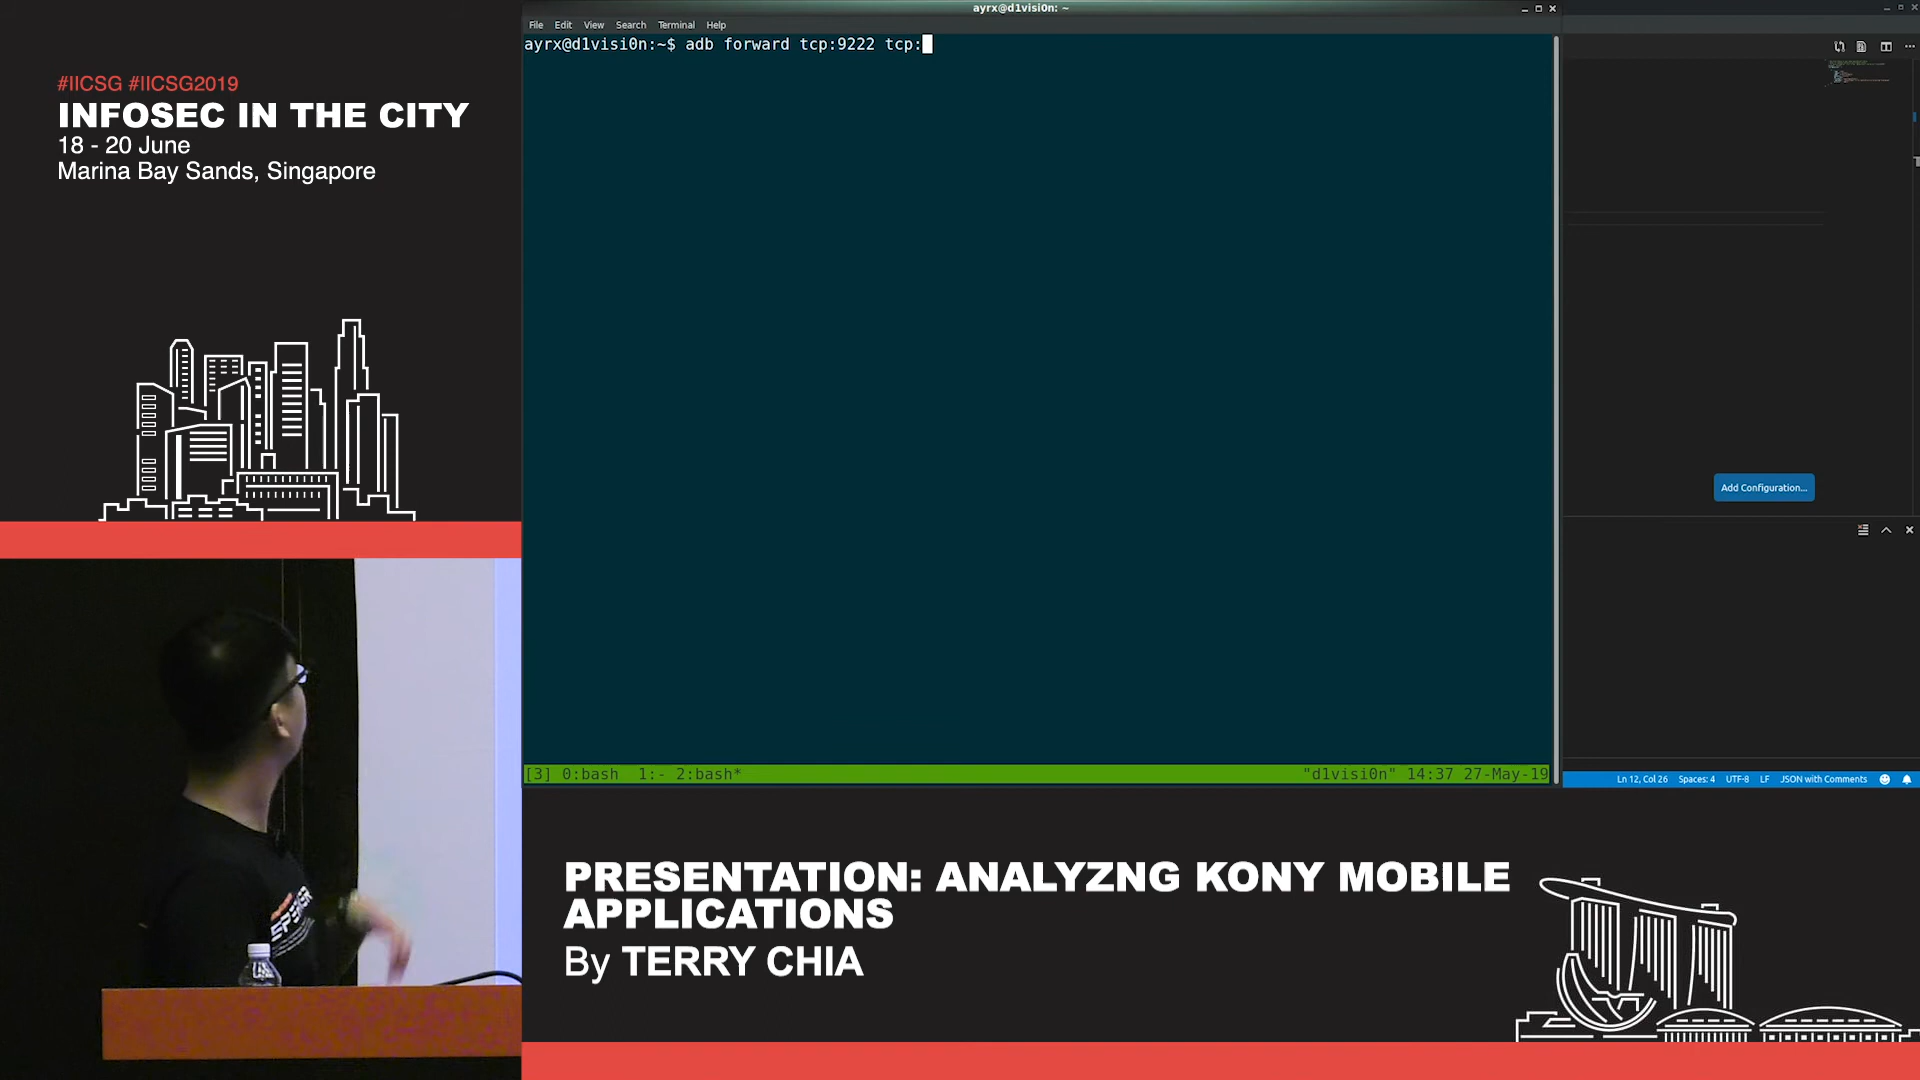 #IICSG #IICSG2019
INFOSEC IN THE CITY
18 - 20 June
Marina Bay Sands, Singapore
ayrx@d1visi0n: ~
File Edit View Search Terminal Help
ayrx@d1visi0n:~$ adb forward tcp:9222 tcp:
Add Configuration...
[3] 0:bash 1:- 2:bash* "d1visi0n" 14:37 27-May-19
Ln 12, Col 26 Spaces: 4 UTF-8 LF JSON with Comments
PRESENTATION: ANALYZNG KONY MOBILE
APPLICATIONS
By TERRY CHIA